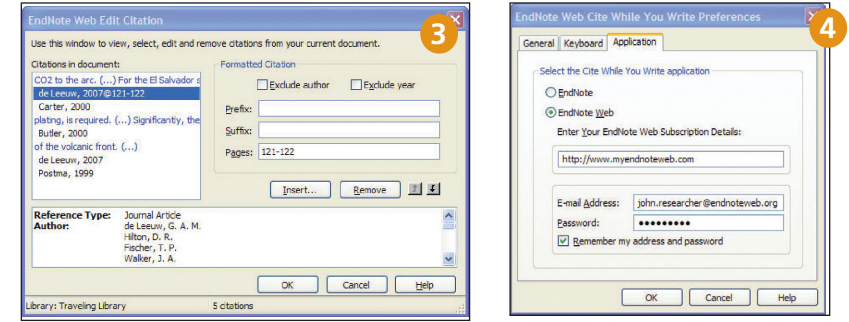 EndNote Web Edit Citation
3
Use this window to view, select, edit and remove citations from your current document.
Citations in document:
CO2 to the arc. (...) For the El Salvador s
de Leeuw, 2007@121-122
Carter, 2000
plating, is required. (...) Significantly, the
Butler, 2000
of the volcanic front. (...)
de Leeuw, 2007
Postma, 1999
Formatted Citation
Exclude author Exclude year
Prefix:
Suffix:
Pages: 121-122
Insert... Remove
Reference Type: Journal Article
Author: de Leeuw, G. A. M.
Hilton, D. R.
Fischer, T. P.
Walker, J. A.
OK Cancel Help
Library: Traveling Library 5 citations
EndNote Web Cite While You Write Preferences
4
General Keyboard Application
Select the Cite While You Write application
EndNote
EndNote Web
Enter Your EndNote Web Subscription Details:
http://www.myendnoteweb.com
E-mail Address: john.researcher@endnoteweb.org
Password: •••••••••
Remember my address and password
OK Cancel Help